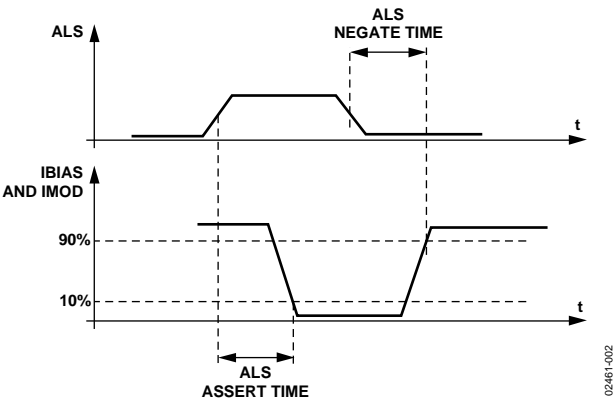 ALS
NEGATE TIME
ALS
t
IBIAS
AND IMOD
90%
10%
t
ALS
ASSERT TIME
02461-002